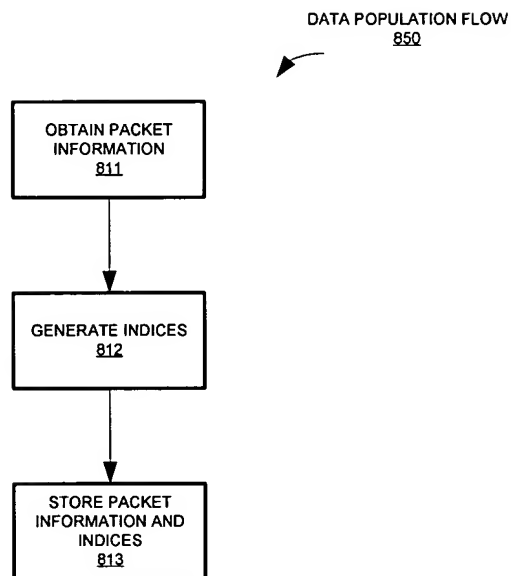 DATA POPULATION FLOW
850
OBTAIN PACKET
INFORMATION
811
GENERATE INDICES
812
STORE PACKET
INFORMATION AND
INDICES
813